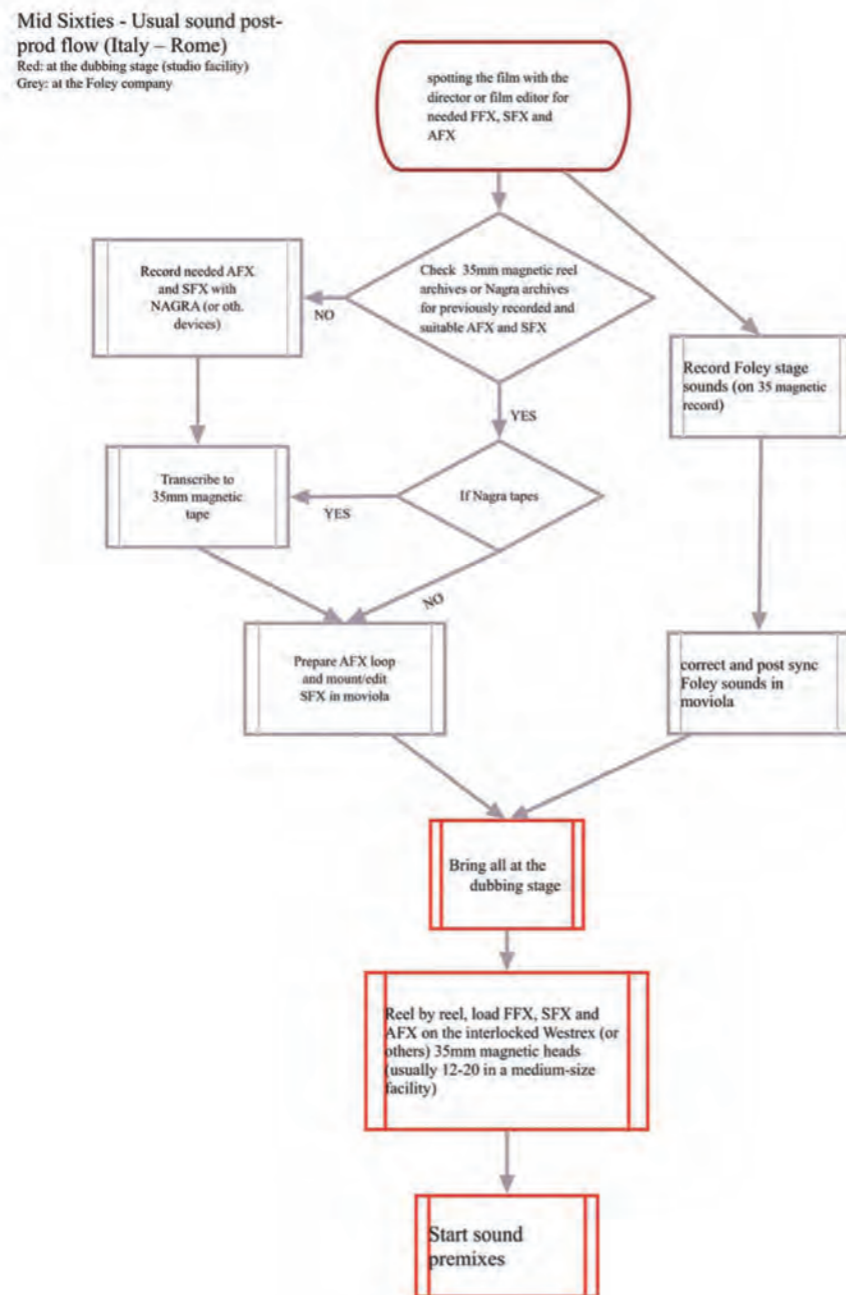 Mid Sixties - Usual sound post-
prod flow (Italy – Rome)
Red: at the dubbing stage (studio facility)
Grey: at the Foley company
spotting the film with the
director or film editor for
needed FFX, SFX and
AFX
Record needed AFX
and SFX with
NAGRA (or oth.
devices)
NO
Check 35mm magnetic reel
archives or Nagra archives
for previously recorded and
suitable AFX and SFX
Record Foley stage
sounds (on 35 magnetic
record)
YES
Transcribe to
35mm magnetic
tape
YES
If Nagra tapes
NO
Prepare AFX loop
and mount/edit
SFX in moviola
correct and post sync
Foley sounds in
moviola
Bring all at the
dubbing stage
Reel by reel, load FFX, SFX and
AFX on the interlocked Westrex (or
others) 35mm magnetic heads
(usually 12-20 in a medium-size
facility)
Start sound
premixes